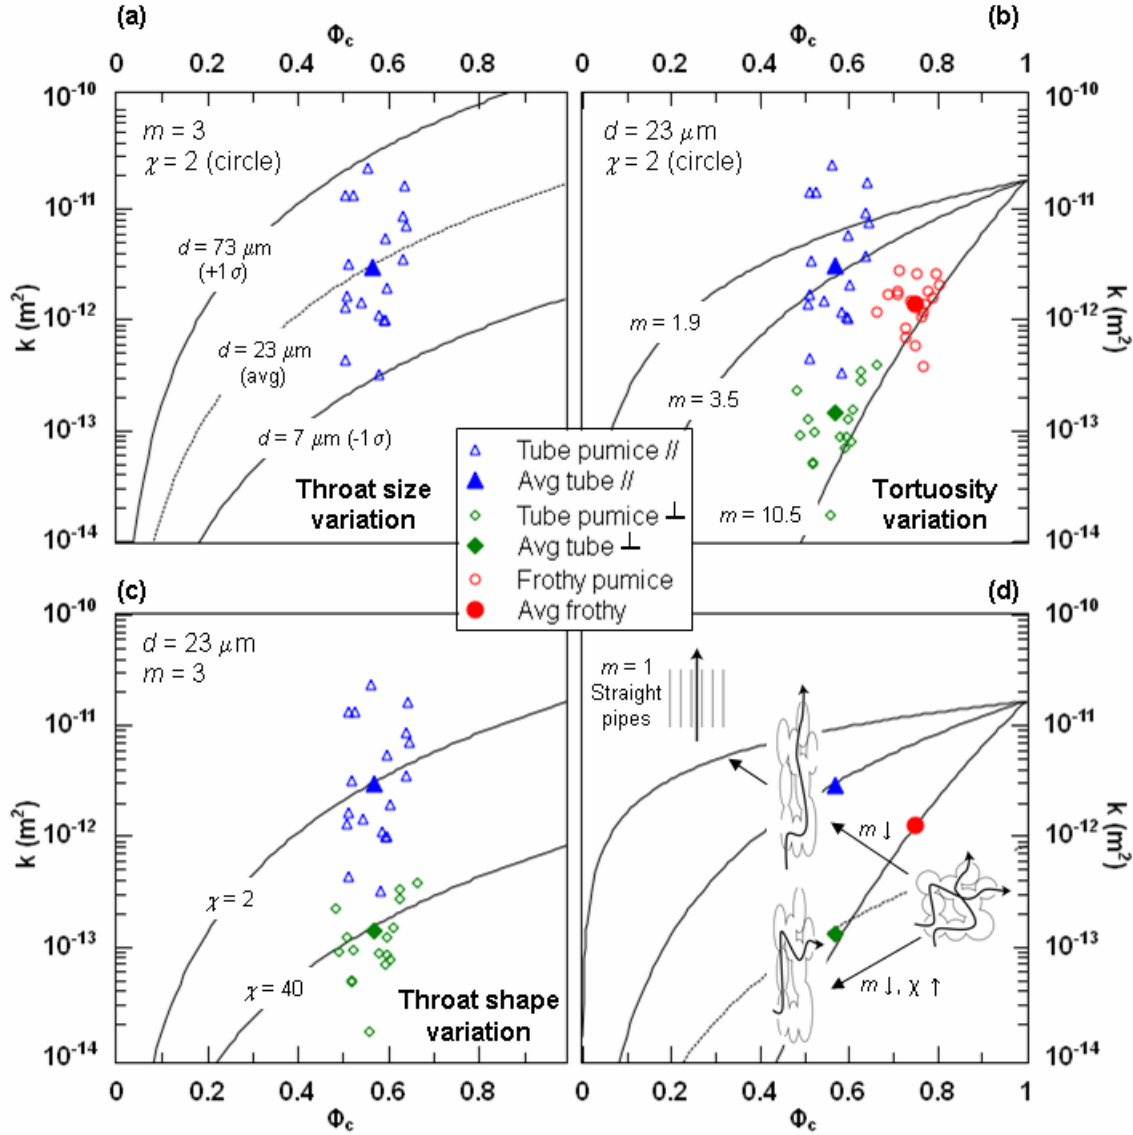 (a)
Φc
0 0.2 0.4 0.6 0.8
(b)
Φc
0 0.2 0.4 0.6 0.8 1
k (m²)
10⁻¹⁰
10⁻¹¹
10⁻¹²
10⁻¹³
10⁻¹⁴
m = 3
χ = 2 (circle)
d = 73 μm
(+1σ)
d = 23 μm
(avg)
d = 7 μm (-1σ)
Throat size
variation
d = 23 μm
χ = 2 (circle)
m = 1.9
m = 3.5
m = 10.5
Tortuosity
variation
10⁻¹⁰
10⁻¹¹
10⁻¹²
10⁻¹³
10⁻¹⁴
k (m²)
Tube pumice //
Avg tube //
Tube pumice ⊥
Avg tube ⊥
Frothy pumice
Avg frothy
(c)
k (m²)
10⁻¹⁰
10⁻¹¹
10⁻¹²
10⁻¹³
10⁻¹⁴
d = 23 μm
m = 3
χ = 2
χ = 40
Throat shape
variation
0 0.2 0.4 0.6 0.8
Φc
(d)
m = 1
Straight
pipes
m ↓
m ↓, χ ↑
10⁻¹⁰
10⁻¹¹
10⁻¹²
10⁻¹³
10⁻¹⁴
k (m²)
0 0.2 0.4 0.6 0.8 1
Φc